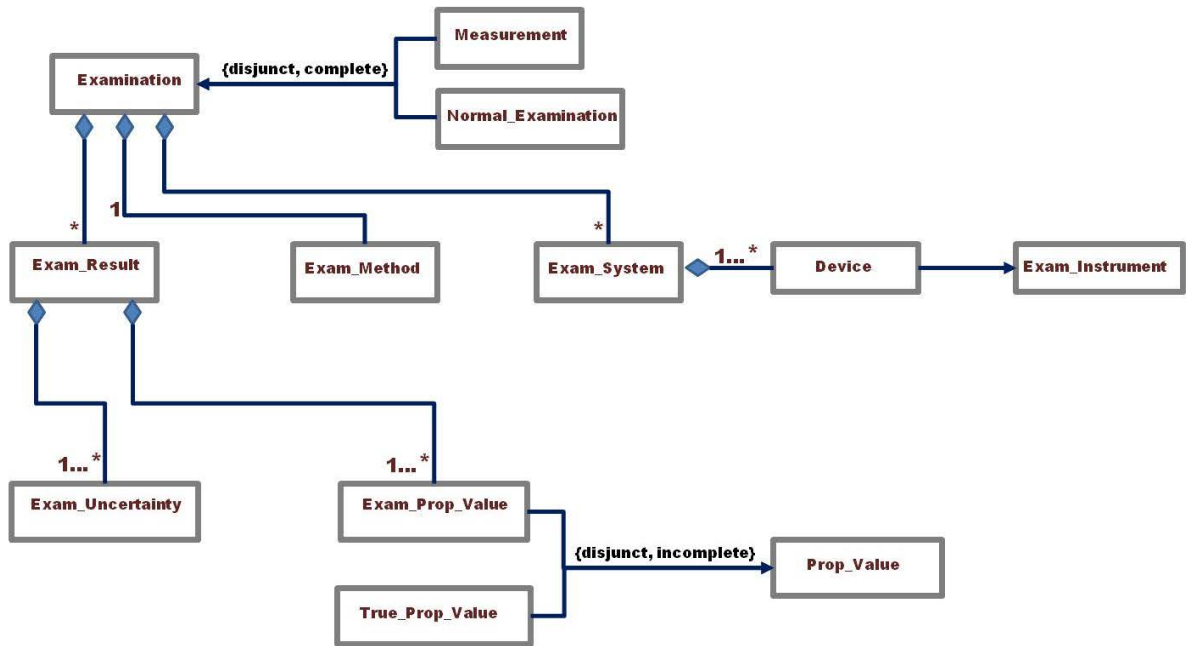 Measurement
Examination
{disjunct, complete}
Normal_Examination
1
*
*
Exam_Result
Exam_Method
Exam_System
1... *
Device
Exam_Instrument
1... *
1... *
Exam_Uncertainty
Exam_Prop_Value
{disjunct, incomplete}
Prop_Value
True_Prop_Value